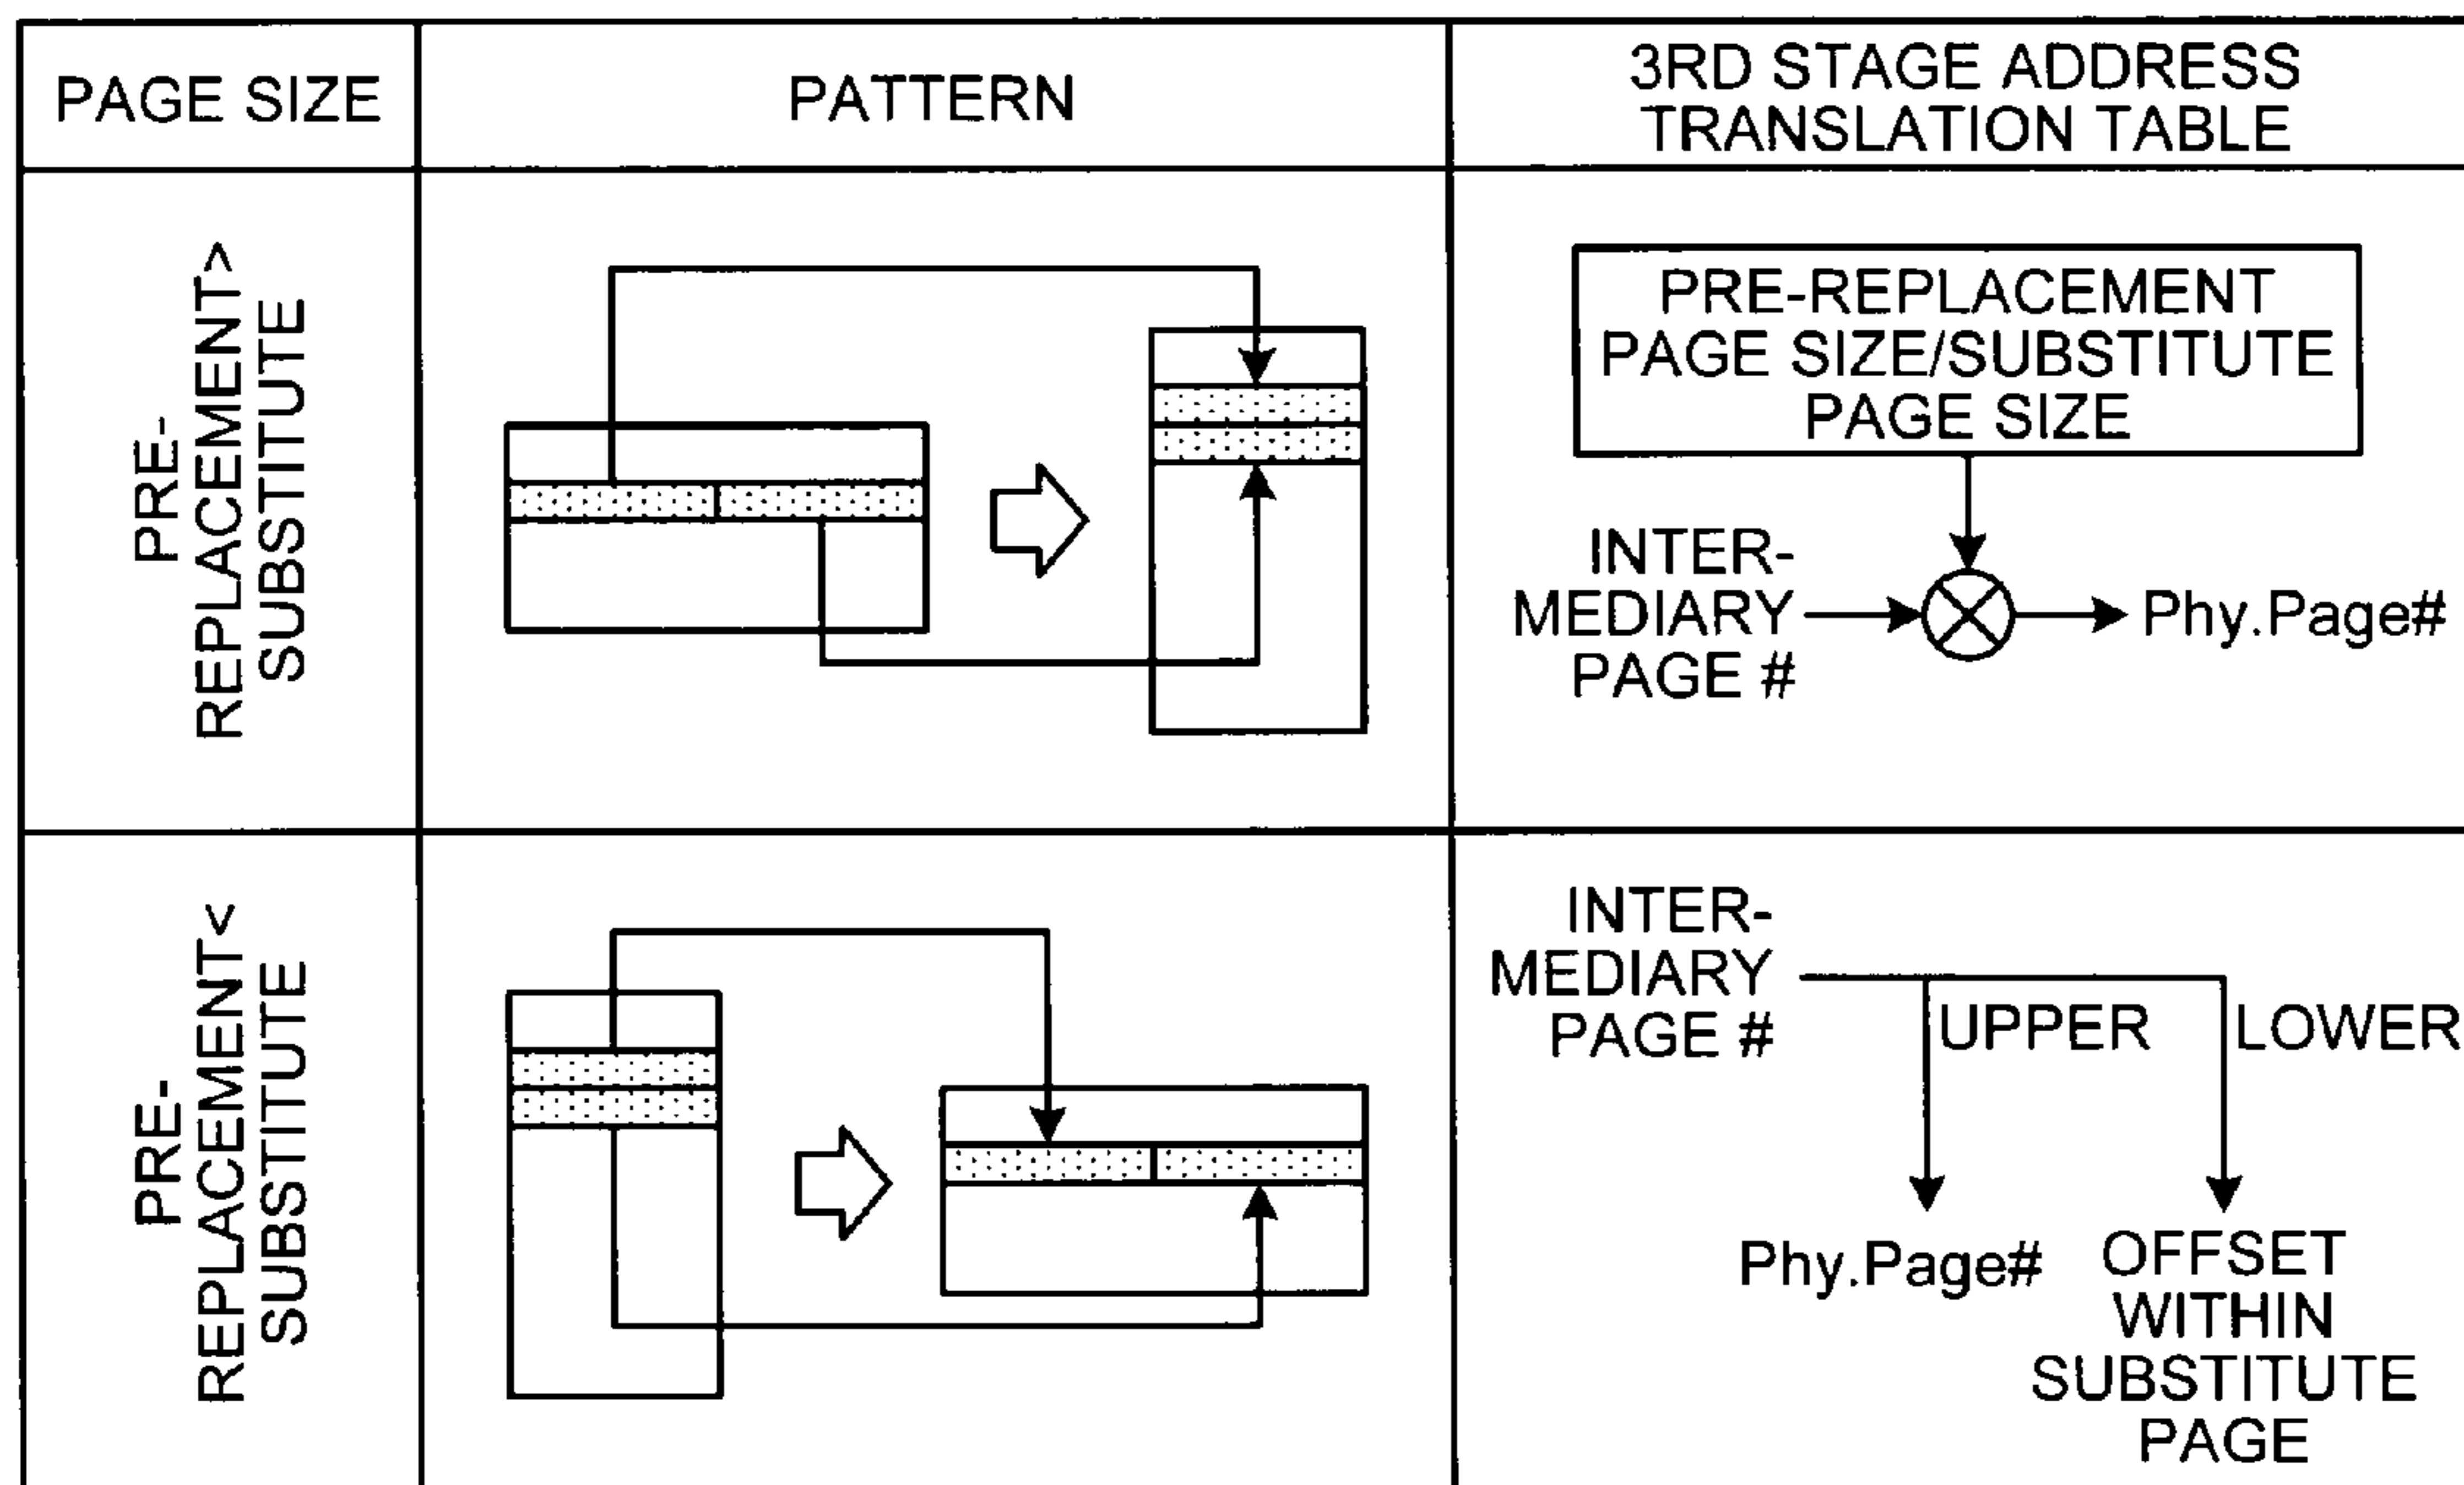 PAGE SIZE
PATTERN
3RD STAGE ADDRESS
TRANSLATION TABLE
PRE-
REPLACEMENT>
SUBSTITUTE
PRE-REPLACEMENT
PAGE SIZE/SUBSTITUTE
PAGE SIZE
INTER-
MEDIARY
PAGE #
Phy.Page#
PRE-
REPLACEMENT<
SUBSTITUTE
INTER-
MEDIARY
PAGE #
UPPER
LOWER
Phy.Page#
OFFSET
WITHIN
SUBSTITUTE
PAGE